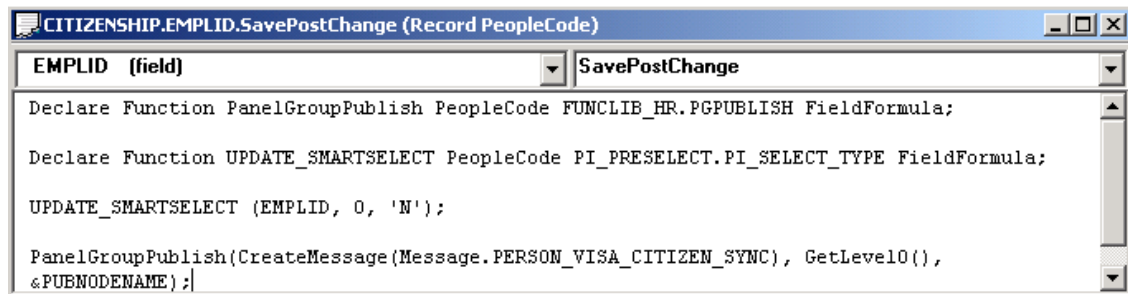 CITIZENSHIP.EMPLID.SavePostChange (Record PeopleCode)
EMPLID (field) SavePostChange
Declare Function PanelGroupPublish PeopleCode FUNCLIB_HR.PGPUBLISH FieldFormula;
Declare Function UPDATE_SMARTSELECT PeopleCode PI_PRESELECT.PI_SELECT_TYPE FieldFormula;
UPDATE_SMARTSELECT (EMPLID, 0, 'N');
PanelGroupPublish(CreateMessage(Message.PERSON_VISA_CITIZEN_SYNC), GetLevel0(),
&PUBNODENAME);